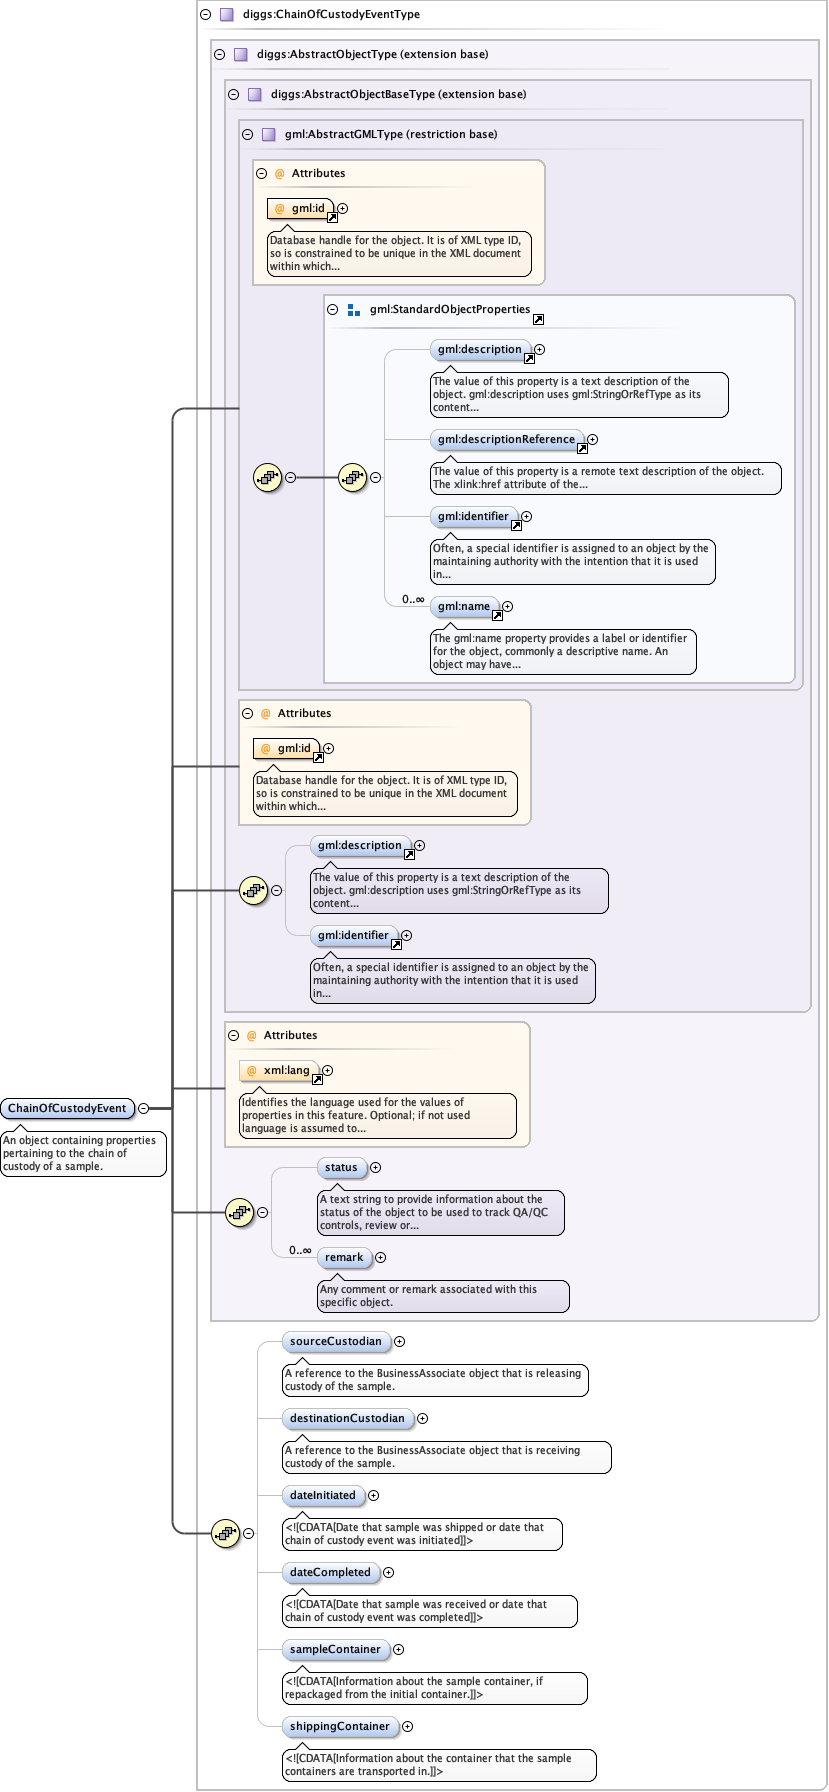 diggs:ChainOfCustodyEventType
diggs:AbstractObjectType (extension base)
diggs:AbstractObjectBaseType (extension base)
gml:AbstractGMLType (restriction base)
@ Attributes
@ gml:id
Database handle for the object. It is of XML type ID,
so is constrained to be unique in the XML document
within which...
gml:StandardObjectProperties
gml:description
The value of this property is a text description of the
object. gml:description uses gml:StringOrRefType as its
content...
gml:descriptionReference
The value of this property is a remote text description of the object.
The xlink:href attribute of the...
gml:identifier
Often, a special identifier is assigned to an object by the
maintaining authority with the intention that it is used
in...
0..∞
gml:name
The gml:name property provides a label or identifier
for the object, commonly a descriptive name. An
object may have...
@ Attributes
@ gml:id
Database handle for the object. It is of XML type ID,
so is constrained to be unique in the XML document
within which...
gml:description
The value of this property is a text description of the
object. gml:description uses gml:StringOrRefType as its
content...
gml:identifier
Often, a special identifier is assigned to an object by the
maintaining authority with the intention that it is used
in...
@ Attributes
@ xml:lang
Identifies the language used for the values of
properties in this feature. Optional; if not used
language is assumed to...
ChainOfCustodyEvent
An object containing properties
pertaining to the chain of
custody of a sample.
status
A text string to provide information about the
status of the object to be used to track QA/QC
controls, review or...
0..∞
remark
Any comment or remark associated with this
specific object.
sourceCustodian
A reference to the BusinessAssociate object that is releasing
custody of the sample.
destinationCustodian
A reference to the BusinessAssociate object that is receiving
custody of the sample.
dateInitiated
<![CDATA[Date that sample was shipped or date that
chain of custody event was initiated]]>
dateCompleted
<![CDATA[Date that sample was received or date that
chain of custody event was completed]]>
sampleContainer
<![CDATA[Information about the sample container, if
repackaged from the initial container.]]>
shippingContainer
<![CDATA[Information about the container that the sample
containers are transported in.]]>